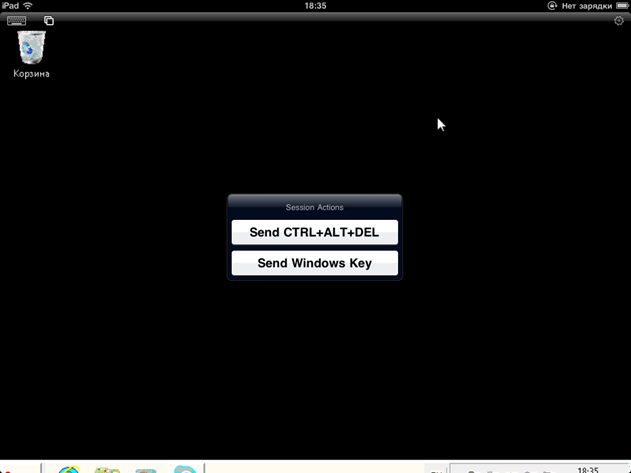 iPad 18:35 Нет зарядки
Корзина
Session Actions
Send CTRL+ALT+DEL
Send Windows Key
18:35